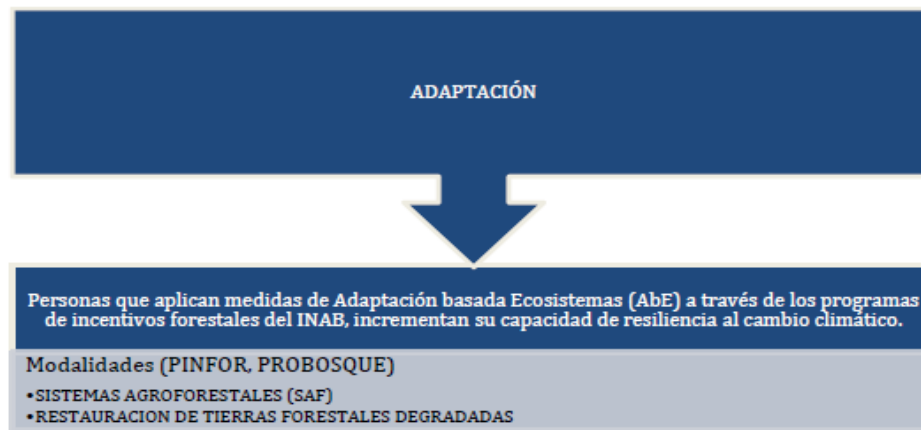 ADAPTACIÓN
Personas que aplican medidas de Adaptación basada Ecosistemas (AbE) a través de los programas
de incentivos forestales del INAB, incrementan su capacidad de resiliencia al cambio climático.
Modalidades (PINFOR, PROBOSQUE)
•SISTEMAS AGROFORESTALES (SAF)
•RESTAURACION DE TIERRAS FORESTALES DEGRADADAS